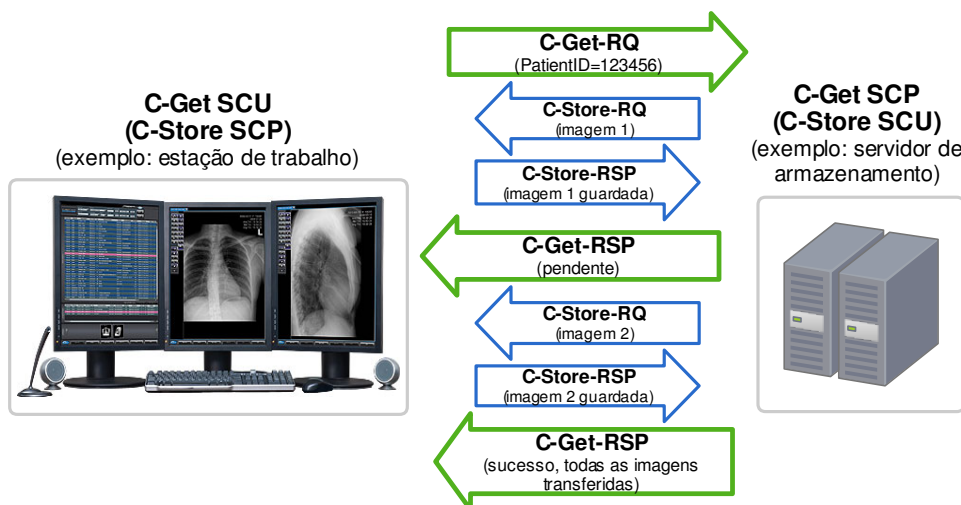 C-Get SCU
(C-Store SCP)
(exemplo: estação de trabalho)
C-Get-RQ
(PatientID=123456)
C-Store-RQ
(imagem 1)
C-Store-RSP
(imagem 1 guardada)
C-Get-RSP
(pendente)
C-Store-RQ
(imagem 2)
C-Store-RSP
(imagem 2 guardada)
C-Get-RSP
(sucesso, todas as imagens
transferidas)
C-Get SCP
(C-Store SCU)
(exemplo: servidor de
armazenamento)
L